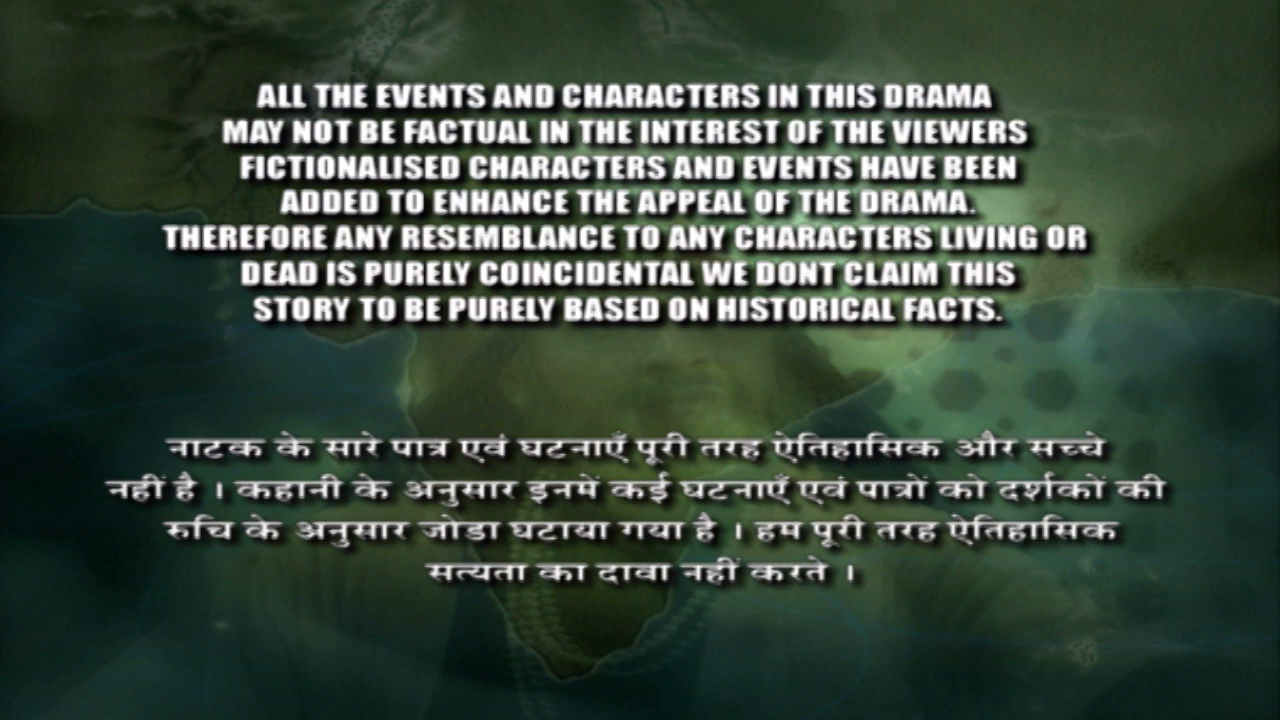 ALL THE EVENTS AND CHARACTERS IN THIS DRAMA
MAY NOT BE FACTUAL IN THE INTEREST OF THE VIEWERS
FICTIONALISED CHARACTERS AND EVENTS HAVE BEEN
ADDED TO ENHANCE THE APPEAL OF THE DRAMA.
THEREFORE ANY RESEMBLANCE TO ANY CHARACTERS LIVING OR
DEAD IS PURELY COINCIDENTAL WE DONT CLAIM THIS
STORY TO BE PURELY BASED ON HISTORICAL FACTS.
नाटक के सारे पात्र एवं घटनाएँ पूरी तरह ऐतिहासिक और सच्चे
नहीं है । कहानी के अनुसार इनमें कई घटनाएँ एवं पात्रों को दर्शकों की
रुचि के अनुसार जोडा घटाया गया है । हम पूरी तरह ऐतिहासिक
सत्यता का दावा नहीं करते ।